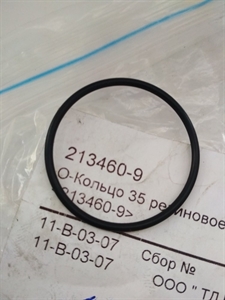 213460-9
О-Кольцо 35 резиновое
213460-9>
11-В-03-07
11-В-03-07
Сбор №
ООО " ТД